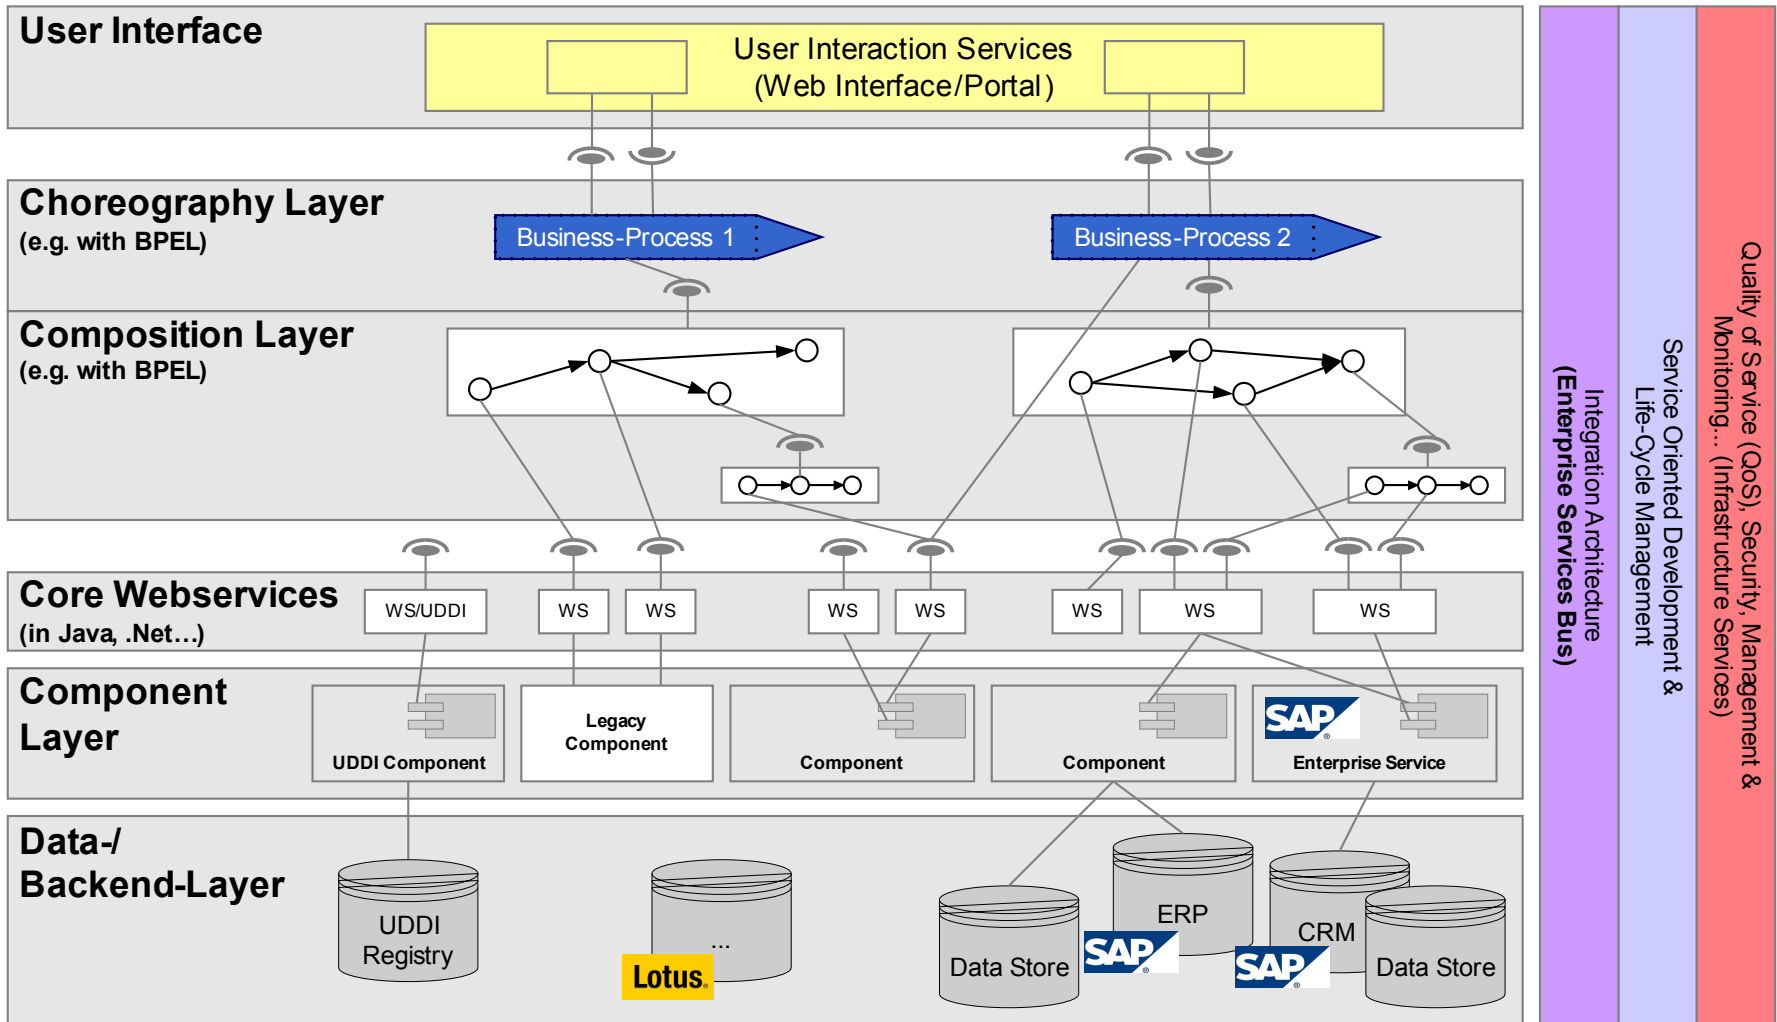 User Interface
User Interaction Services
(Web Interface/Portal)
Choreography Layer
(e.g. with BPEL)
Business-Process 1
Business-Process 2
Composition Layer
(e.g. with BPEL)
Core Webservices
(in Java, .Net…)
WS/UDDI
WS
WS
WS
WS
WS
WS
WS
Component
Layer
UDDI Component
Legacy
Component
Component
Component
SAP®
Enterprise Service
Data-/
Backend-Layer
UDDI
Registry
...
Lotus.
Data Store
ERP
SAP®
CRM
SAP®
Data Store
Integration Architecture
(Enterprise Services Bus)
Service Oriented Development &
Life-Cycle Management
Quality of Service (QoS), Security, Management &
Monitoring... (Infrastructure Services)